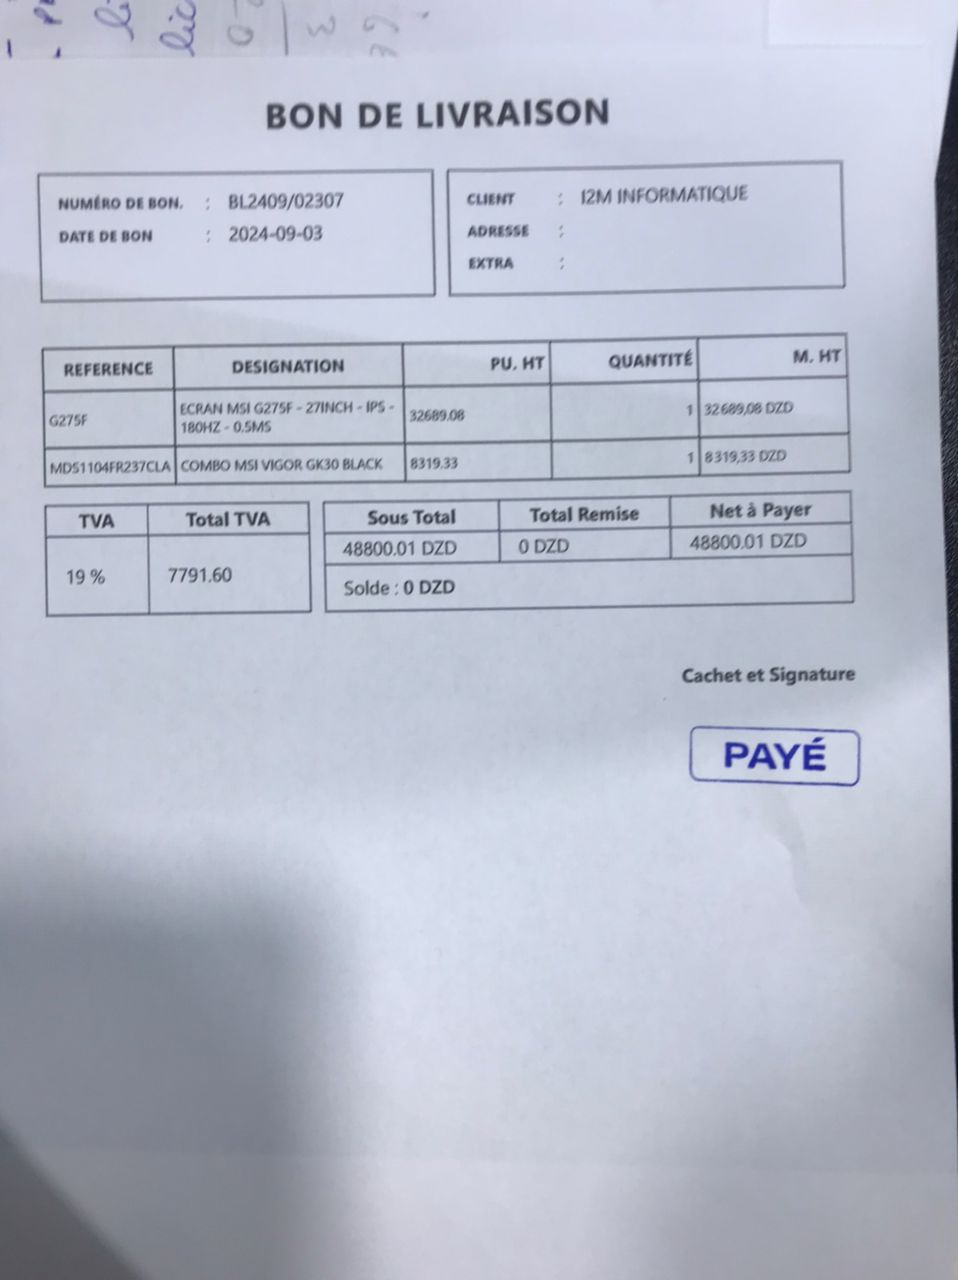 BON DE LIVRAISON
NUMÉRO DE BON. : BL2409/02307
DATE DE BON : 2024-09-03
CLIENT : I2M INFORMATIQUE
ADRESSE :
EXTRA :
REFERENCE DESIGNATION PU. HT QUANTITÉ M. HT
G275F ECRAN MSI G275F - 27INCH - IPS - 180HZ - 0.5MS 32689.08 1 32 689,08 DZD
MDS1104FR237CLA COMBO MSI VIGOR GK30 BLACK 8319.33 1 8 319,33 DZD
TVA Total TVA
19 % 7791.60
Sous Total Total Remise Net à Payer
48800.01 DZD 0 DZD 48800.01 DZD
Solde : 0 DZD
Cachet et Signature
PAYÉ